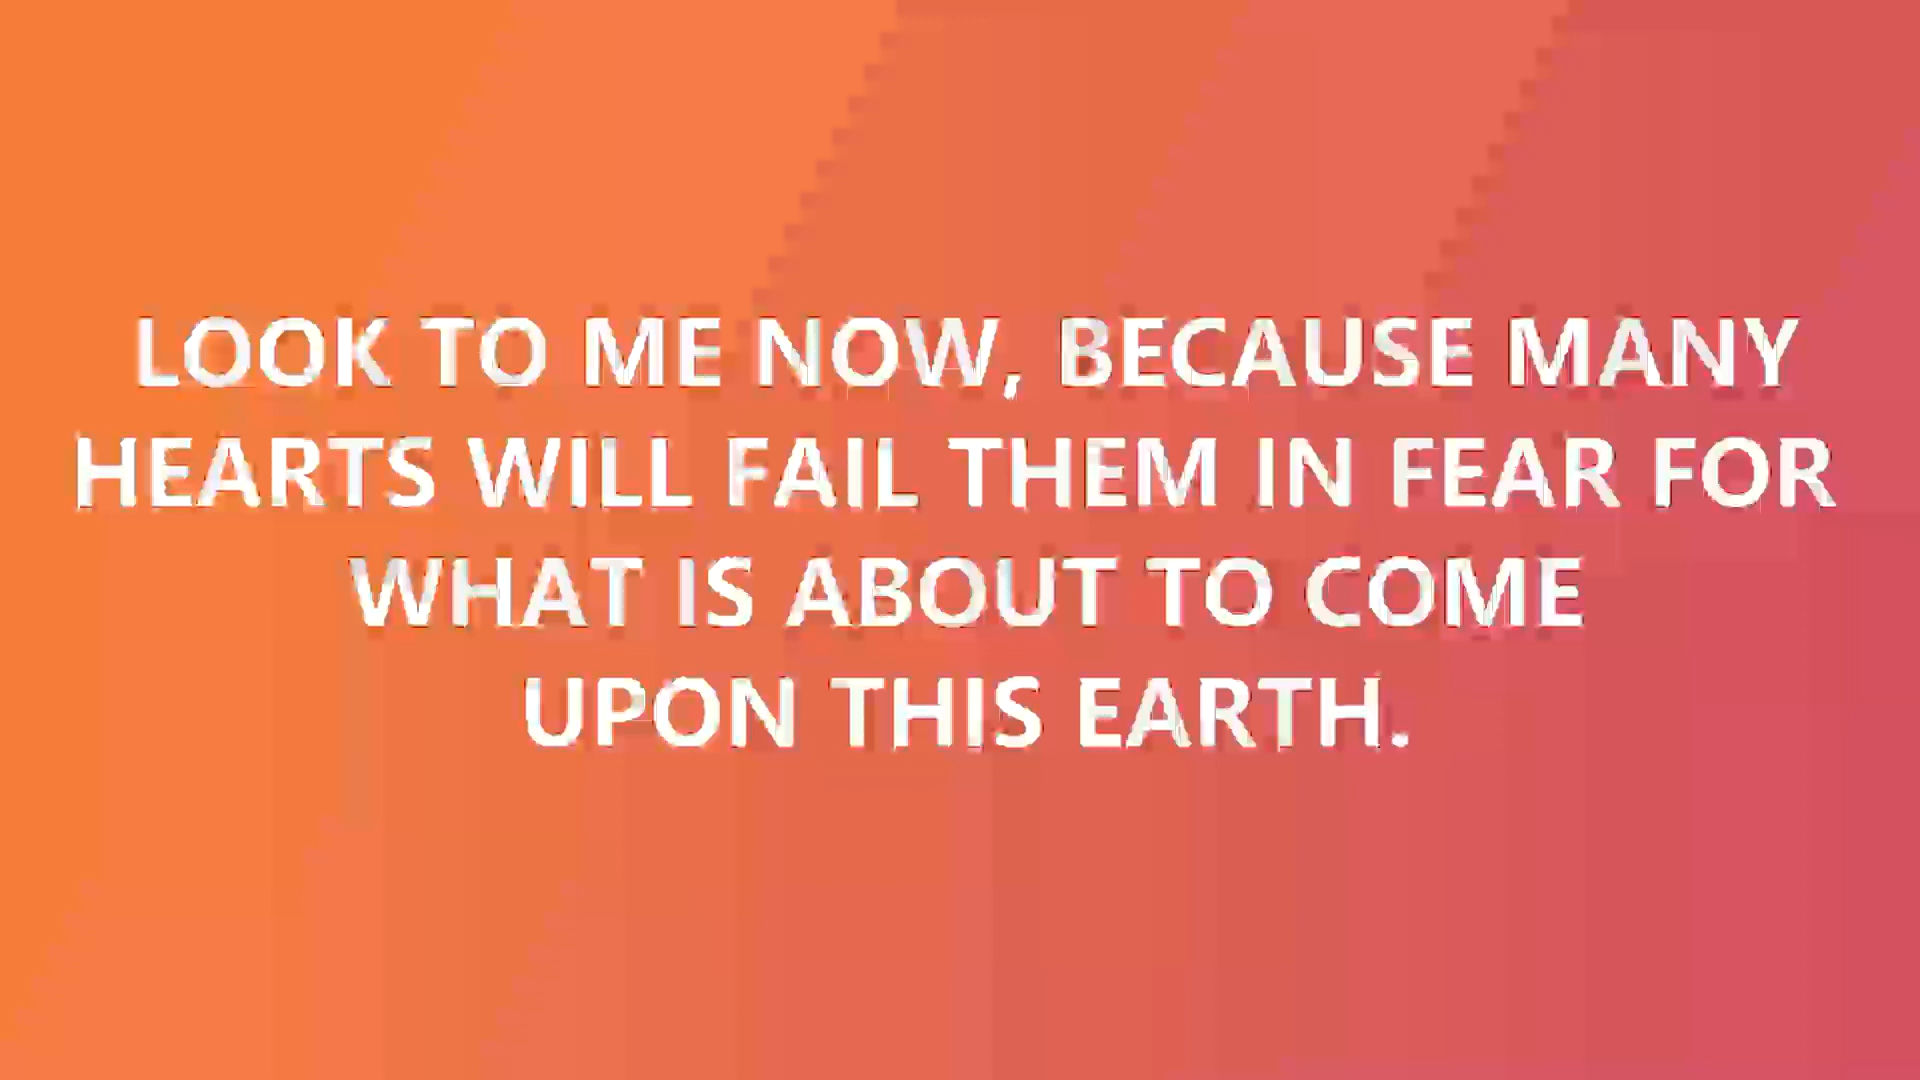 LOOK TO ME NOW, BECAUSE MANY
HEARTS WILL FAIL THEM IN FEAR FOR
WHAT IS ABOUT TO COME
UPON THIS EARTH.